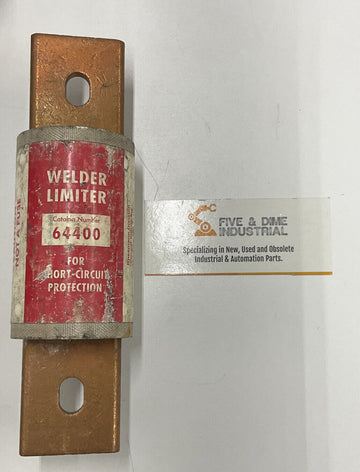 WELDER
LIMITER
Catalog Number
64400
FOR
SHORT-CIRCUIT
PROTECTION
NOT A FUSE
FIVE & DIME
INDUSTRIAL
Specializing in New, Used and Obsolete
Industrial & Automation Parts.